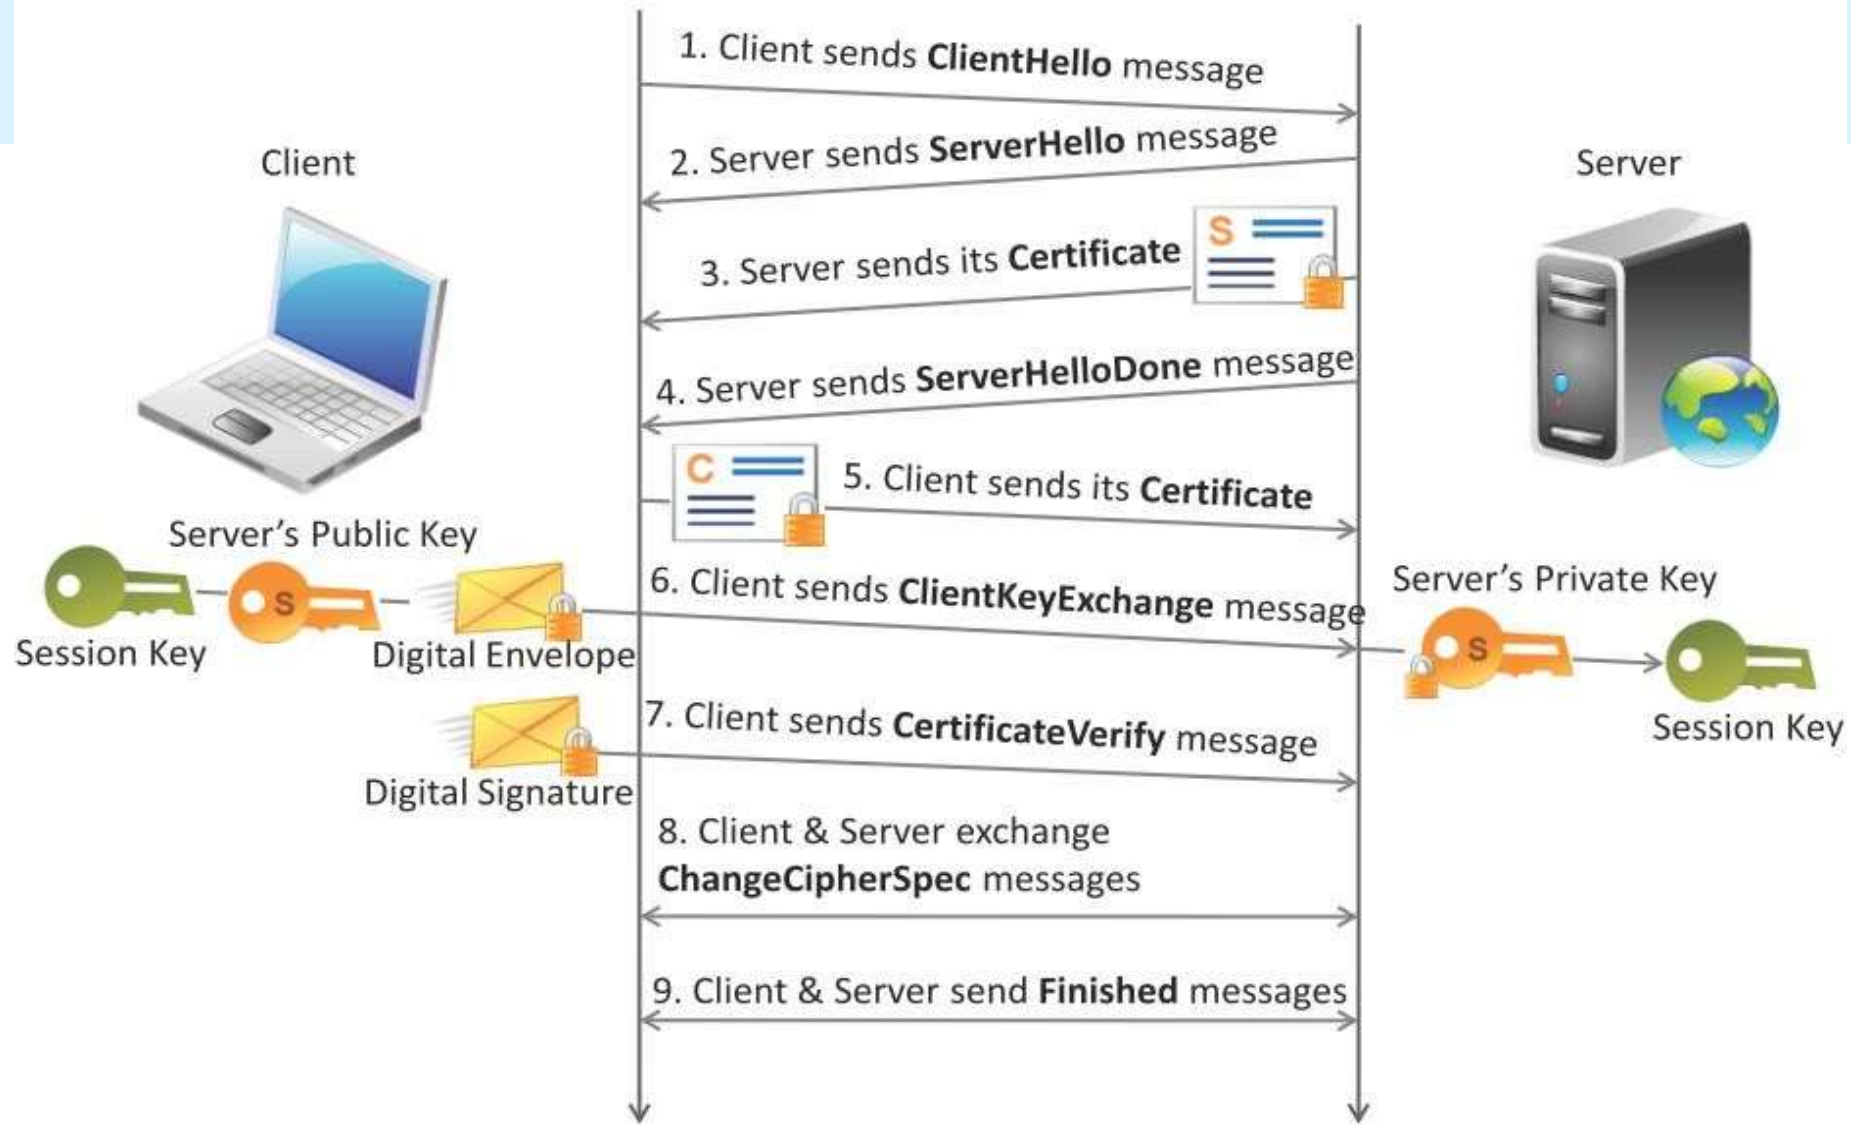 1. Client sends ClientHello message
Client
2. Server sends ServerHello message
Server
S
3. Server sends its Certificate
4. Server sends ServerHelloDone message
C
5. Client sends its Certificate
Server's Public Key
S
Session Key
Digital Envelope
6. Client sends ClientKeyExchange message
Server's Private Key
S
Session Key
7. Client sends CertificateVerify message
Digital Signature
8. Client & Server exchange
ChangeCipherSpec messages
9. Client & Server send Finished messages